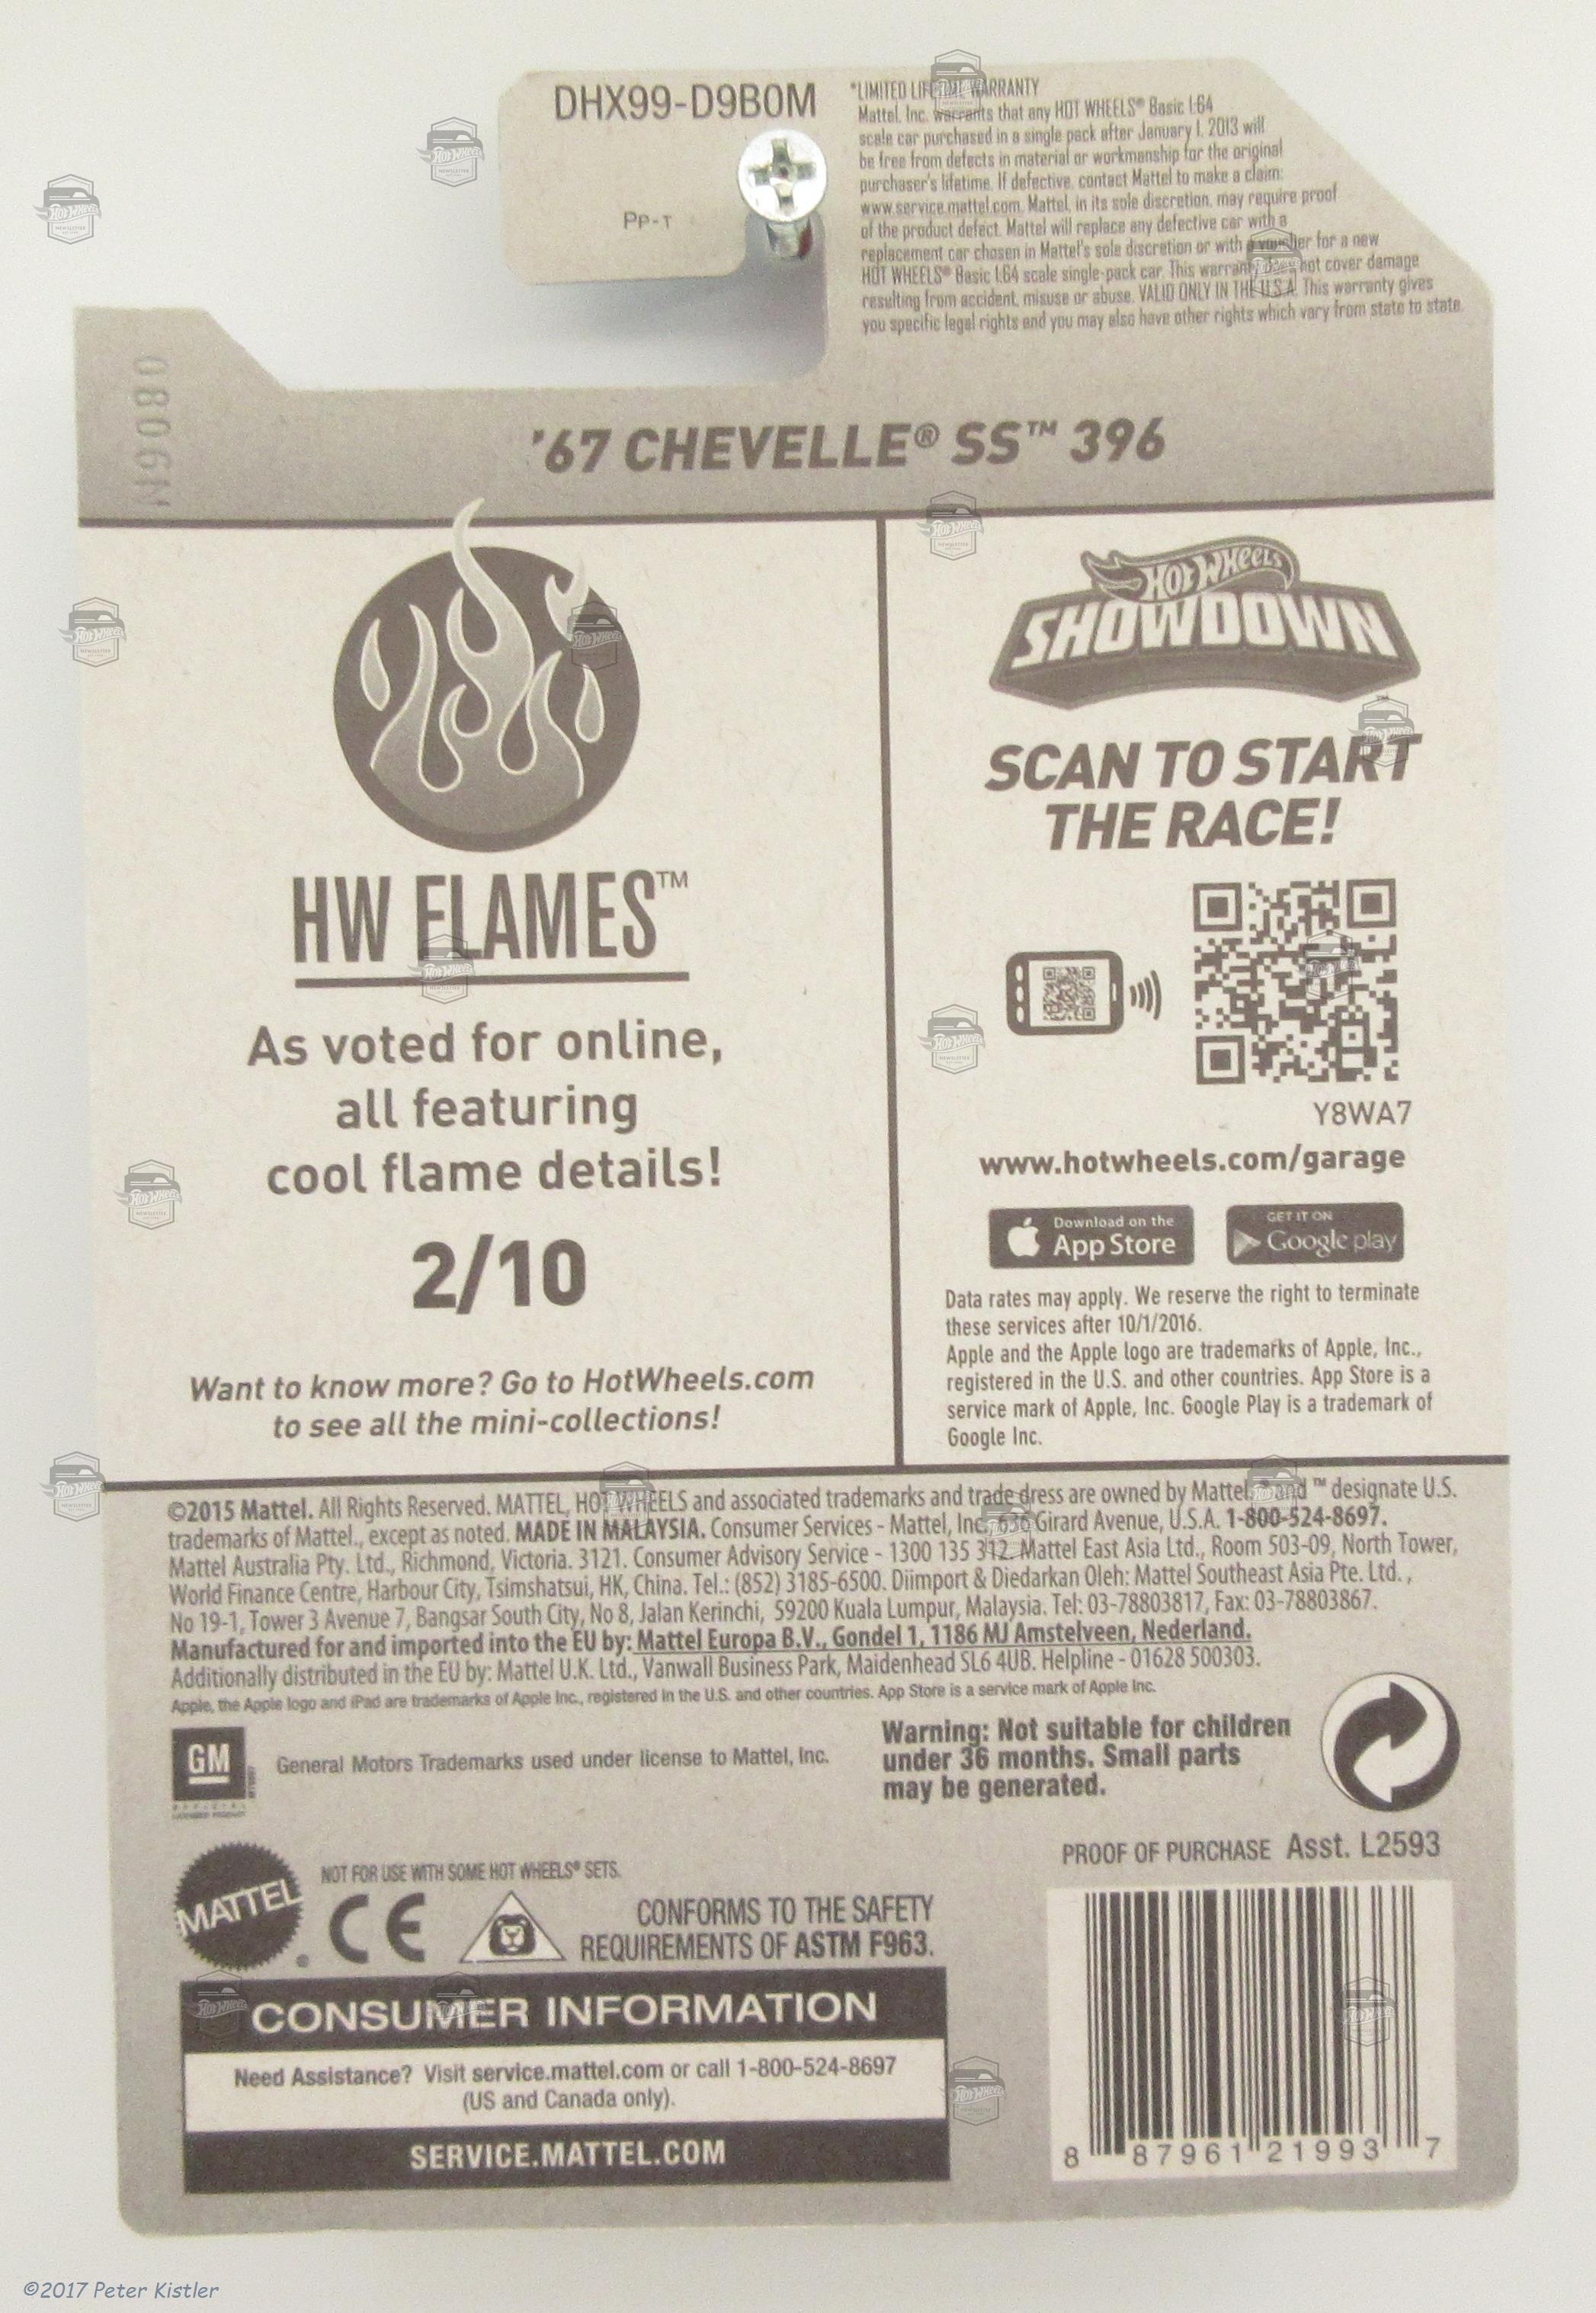 DHX99-D9B0M
Pp-T
*LIMITED LIFETIME WARRANTY
Mattel, Inc. warrants that any HOT WHEELS® Basic 1:64
scale car purchased in a single pack after January 1, 2013 will
be free from defects in material or workmanship for the original
purchaser's lifetime. If defective, contact Mattel to make a claim:
www.service.mattel.com. Mattel, in its sole discretion, may require proof
of the product defect. Mattel will replace any defective car with a
replacement car chosen in Mattel's sole discretion or with a voucher for a new
HOT WHEELS® Basic 1:64 scale single-pack car. This warranty does not cover damage
resulting from accident, misuse or abuse. VALID ONLY IN THE U.S.A. This warranty gives
you specific legal rights and you may also have other rights which vary from state to state.
N9080
'67 CHEVELLE® SS™ 396
HW FLAMES™
As voted for online,
all featuring
cool flame details!
2/10
Want to know more? Go to HotWheels.com
to see all the mini-collections!
HOT WHEELS
SHOWDOWN™
SCAN TO START
THE RACE!
Y8WA7
www.hotwheels.com/garage
Download on the
App Store
GET IT ON
Google play
Data rates may apply. We reserve the right to terminate
these services after 10/1/2016.
Apple and the Apple logo are trademarks of Apple, Inc.,
registered in the U.S. and other countries. App Store is a
service mark of Apple, Inc. Google Play is a trademark of
Google Inc.
©2015 Mattel. All Rights Reserved. MATTEL, HOT WHEELS and associated trademarks and trade dress are owned by Mattel. ® and ™ designate U.S.
trademarks of Mattel., except as noted. MADE IN MALAYSIA. Consumer Services - Mattel, Inc. 636 Girard Avenue, U.S.A. 1-800-524-8697.
Mattel Australia Pty. Ltd., Richmond, Victoria. 3121. Consumer Advisory Service - 1300 135 312. Mattel East Asia Ltd., Room 503-09, North Tower,
World Finance Centre, Harbour City, Tsimshatsui, HK, China. Tel.: (852) 3185-6500. Diimport & Diedarkan Oleh: Mattel Southeast Asia Pte. Ltd. ,
No 19-1, Tower 3 Avenue 7, Bangsar South City, No 8, Jalan Kerinchi, 59200 Kuala Lumpur, Malaysia. Tel: 03-78803817, Fax: 03-78803867.
Manufactured for and imported into the EU by: Mattel Europa B.V., Gondel 1, 1186 MJ Amstelveen, Nederland.
Additionally distributed in the EU by: Mattel U.K. Ltd., Vanwall Business Park, Maidenhead SL6 4UB. Helpline - 01628 500303.
Apple, the Apple logo and iPad are trademarks of Apple Inc., registered in the U.S. and other countries. App Store is a service mark of Apple Inc.
GM
General Motors Trademarks used under license to Mattel, Inc.
Warning: Not suitable for children
under 36 months. Small parts
may be generated.
PROOF OF PURCHASE Asst. L2593
MATTEL®
NOT FOR USE WITH SOME HOT WHEELS® SETS.
CE
CONFORMS TO THE SAFETY
REQUIREMENTS OF ASTM F963.
CONSUMER INFORMATION
Need Assistance? Visit service.mattel.com or call 1-800-524-8697
(US and Canada only).
SERVICE.MATTEL.COM
8 87961 21993 7
©2017 Peter Kistler